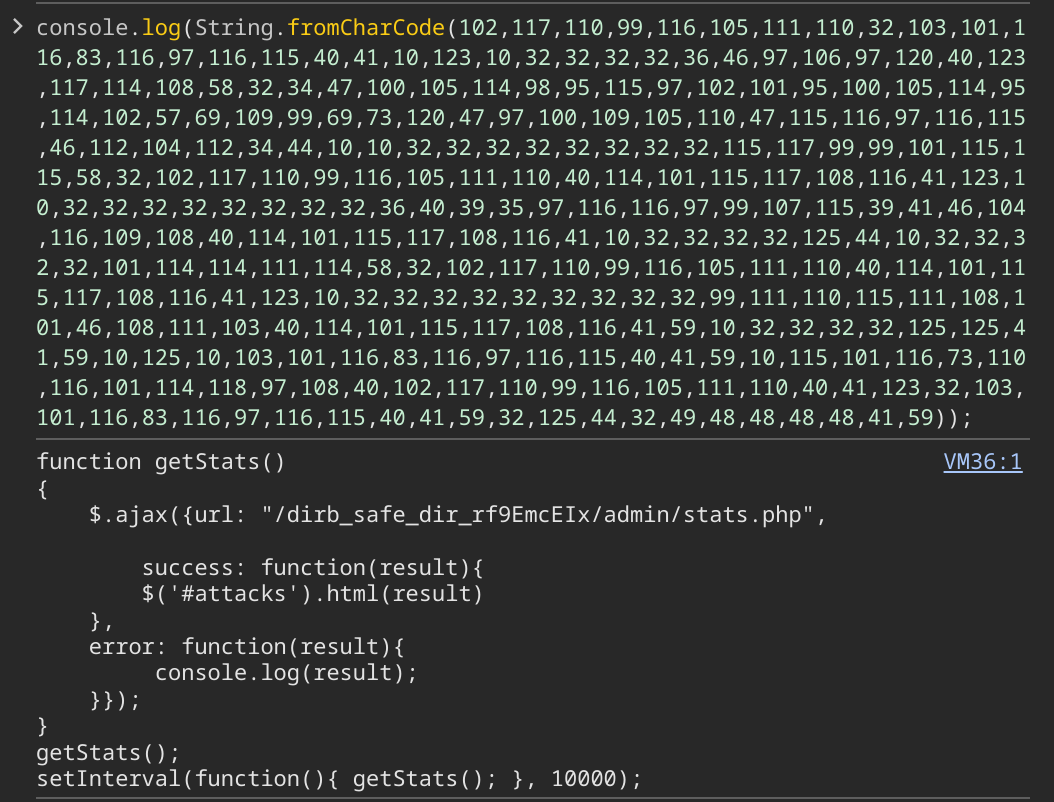 > console.log(String.fromCharCode(102,117,110,99,116,105,111,110,32,103,101,1
16,83,116,97,116,115,40,41,10,123,10,32,32,32,32,36,46,97,106,97,120,40,123
,117,114,108,58,32,34,47,100,105,114,98,95,115,97,102,101,95,100,105,114,95
,114,102,57,69,109,99,69,73,120,47,97,100,109,105,110,47,115,116,97,116,115
,46,112,104,112,34,44,10,10,32,32,32,32,32,32,32,32,115,117,99,99,101,115,1
15,58,32,102,117,110,99,116,105,111,110,40,114,101,115,117,108,116,41,123,1
0,32,32,32,32,32,32,32,32,36,40,39,35,97,116,116,97,99,107,115,39,41,46,104
,116,109,108,40,114,101,115,117,108,116,41,10,32,32,32,32,125,44,10,32,32,3
2,32,101,114,114,111,114,58,32,102,117,110,99,116,105,111,110,40,114,101,11
5,117,108,116,41,123,10,32,32,32,32,32,32,32,32,32,99,111,110,115,111,108,1
01,46,108,111,103,40,114,101,115,117,108,116,41,59,10,32,32,32,32,125,125,4
1,59,10,125,10,103,101,116,83,116,97,116,115,40,41,59,10,115,101,116,73,110
,116,101,114,118,97,108,40,102,117,110,99,116,105,111,110,40,41,123,32,103,
101,116,83,116,97,116,115,40,41,59,32,125,44,32,49,48,48,48,48,41,59));
function getStats() VM36:1
{
    $.ajax({url: "/dirb_safe_dir_rf9EmcEIx/admin/stats.php",
        success: function(result){
        $('#attacks').html(result)
    },
    error: function(result){
         console.log(result);
    }});
}
getStats();
setInterval(function(){ getStats(); }, 10000);